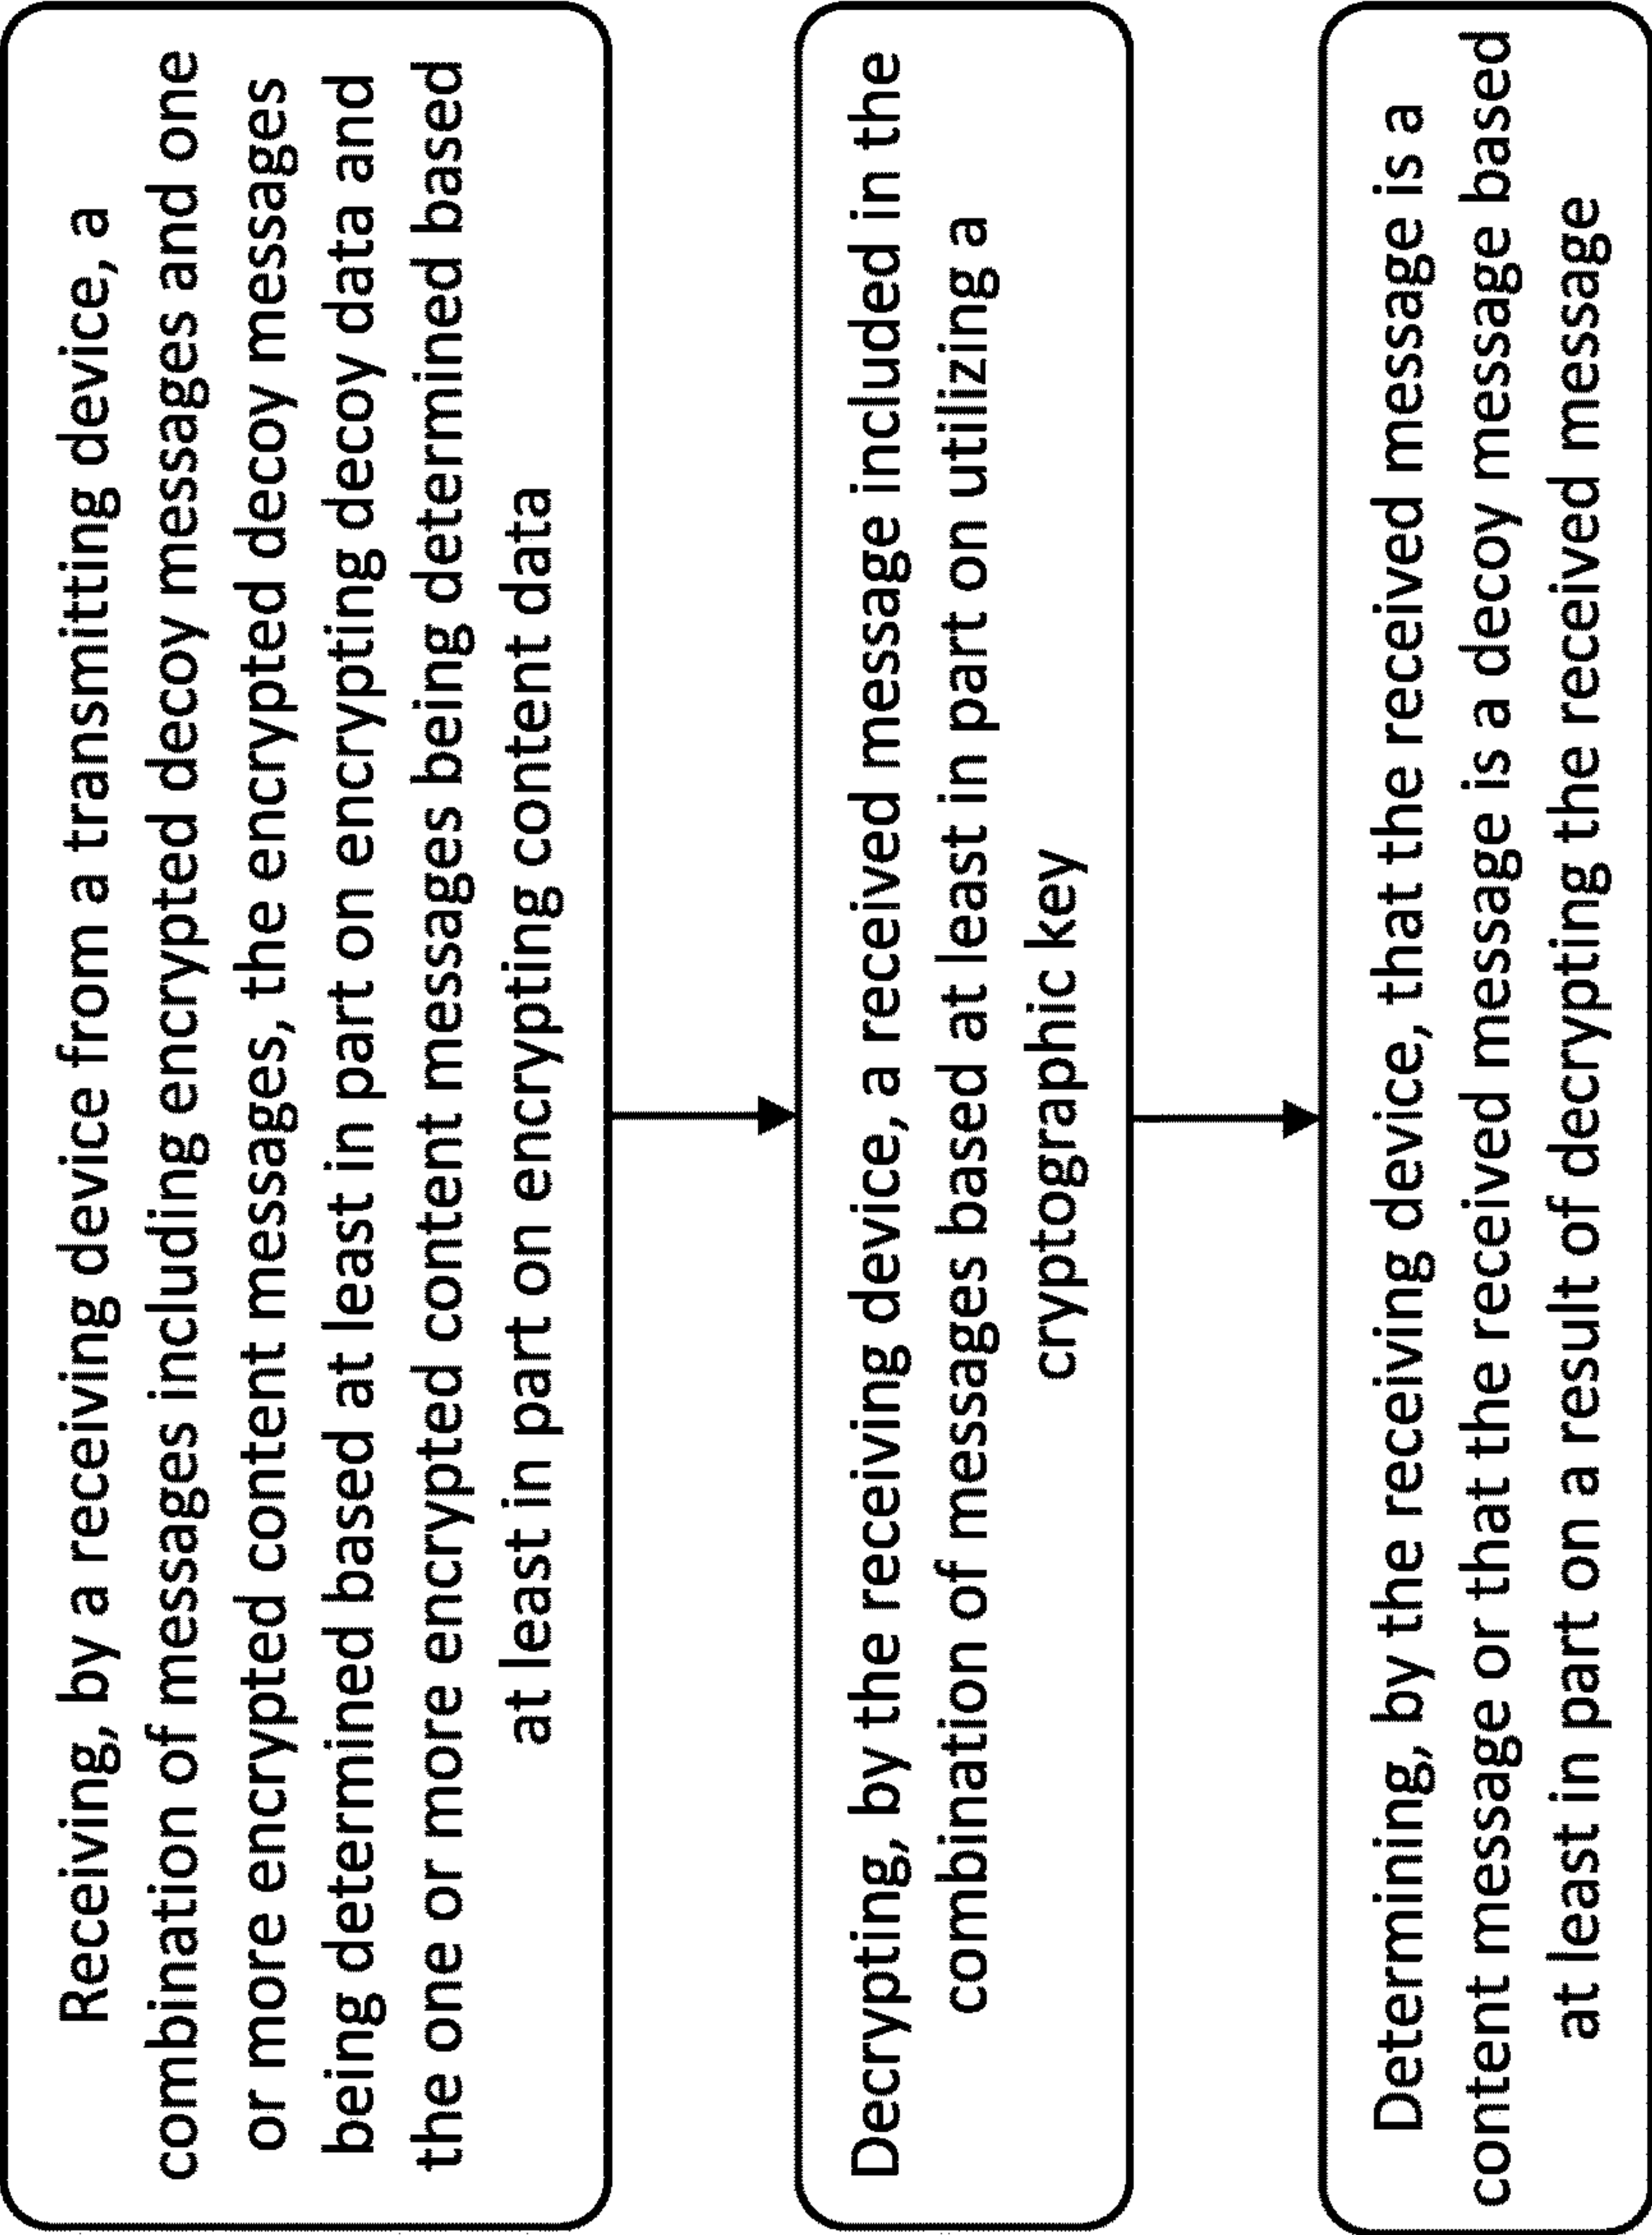 Receiving, by a receiving device from a transmitting device, a
combination of messages including encrypted decoy messages and one
or more encrypted content messages, the encrypted decoy messages
being determined based at least in part on encrypting decoy data and
the one or more encrypted content messages being determined based
at least in part on encrypting content data
Decrypting, by the receiving device, a received message included in the
combination of messages based at least in part on utilizing a
cryptographic key
Determining, by the receiving device, that the received message is a
content message or that the received message is a decoy message based
at least in part on a result of decrypting the received message